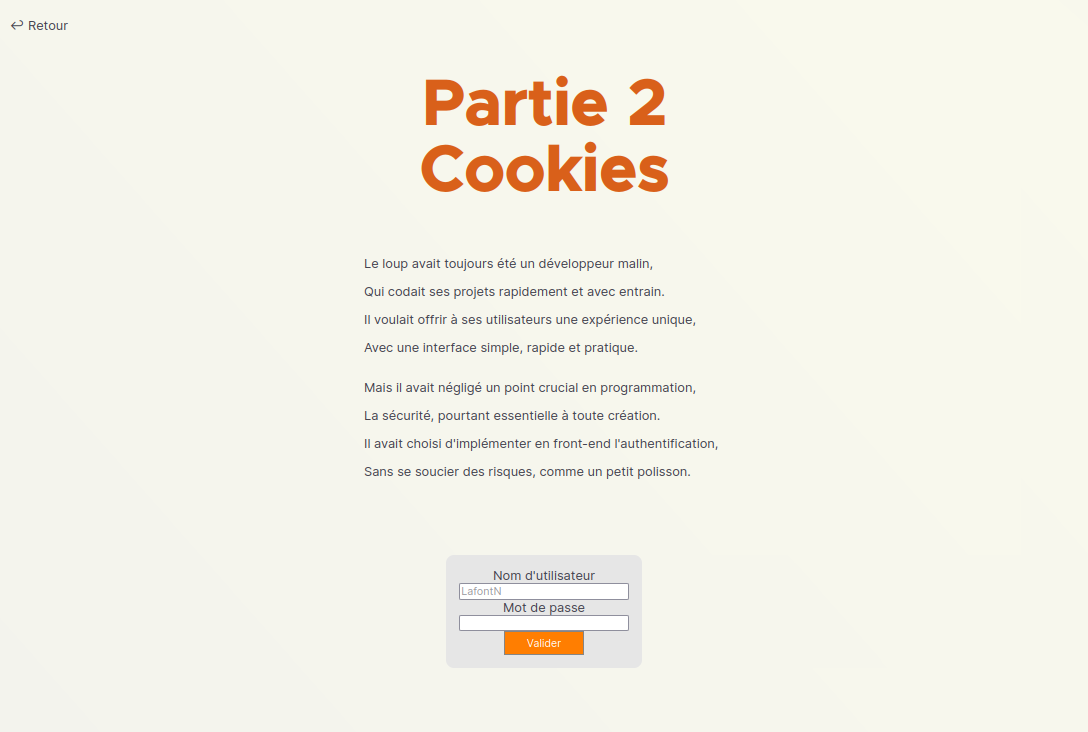 ↩ Retour
Partie 2
Cookies
Le loup avait toujours été un développeur malin,
Qui codait ses projets rapidement et avec entrain.
Il voulait offrir à ses utilisateurs une expérience unique,
Avec une interface simple, rapide et pratique.
Mais il avait négligé un point crucial en programmation,
La sécurité, pourtant essentielle à toute création.
Il avait choisi d'implémenter en front-end l'authentification,
Sans se soucier des risques, comme un petit polisson.
Nom d'utilisateur
LafontN
Mot de passe
Valider